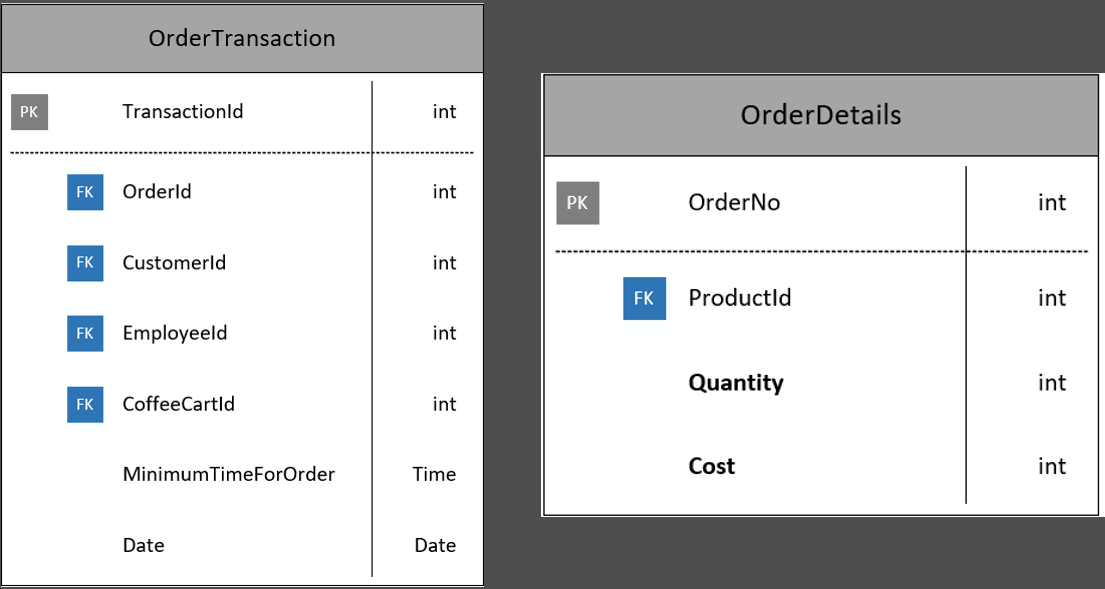 OrderTransaction
PK TransactionId int
FK OrderId int
FK CustomerId int
FK EmployeeId int
FK CoffeeCartId int
MinimumTimeForOrder Time
Date Date
OrderDetails
PK OrderNo int
FK ProductId int
Quantity int
Cost int